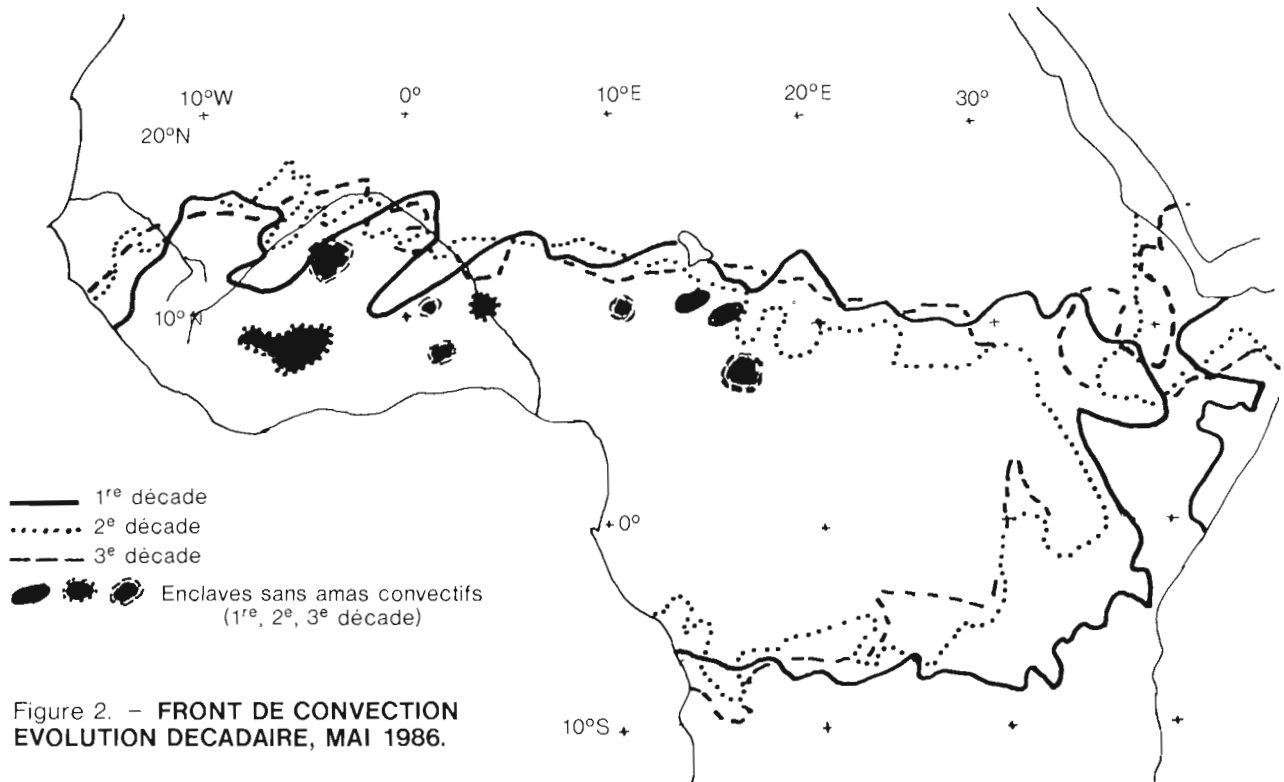 10°W 0° 10°E 20°E 30°
20°N
10°N
1re décade
2e décade
0°
3e décade
Enclaves sans amas convectifs
(1re, 2e, 3e décade)
Figure 2. – FRONT DE CONVECTION
EVOLUTION DECADAIRE, MAI 1986.
10°S